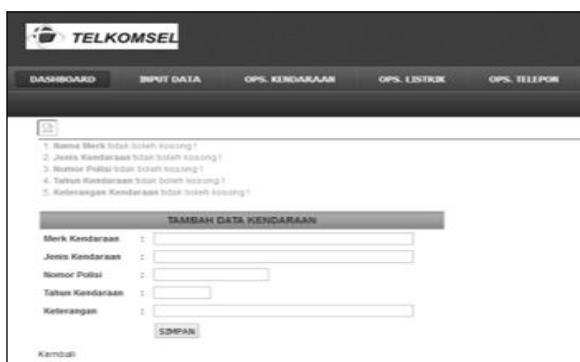 TELKOMSEL
DASHBOARD INPUT DATA OPS. KENDARAAN OPS. LISTRIK OPS. TELEPON
1. Nama Merk tidak boleh kosong !
2. Jenis Kendaraan tidak boleh kosong !
3. Nomor Polisi tidak boleh kosong !
4. Tahun Kendaraan tidak boleh kosong !
5. Keterangan Kendaraan tidak boleh kosong !
TAMBAH DATA KENDARAAN
Merk Kendaraan :
Jenis Kendaraan :
Nomor Polisi :
Tahun Kendaraan :
Keterangan :
SIMPAN
Kembali